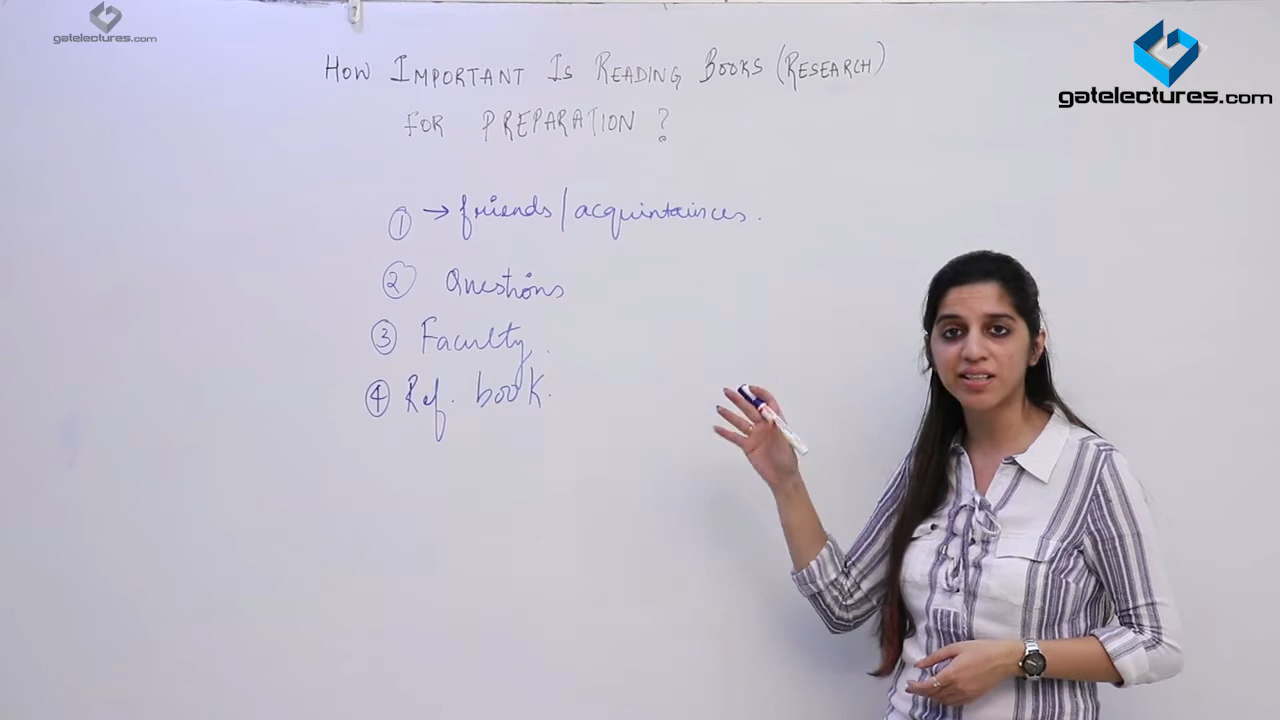 gatelectures.com
gatelectures.com
HOW IMPORTANT IS READING BOOKS (RESEARCH)
FOR PREPARATION ?
① → friends / acquintainces.
② Questions
③ Faculty.
④ Ref. book.